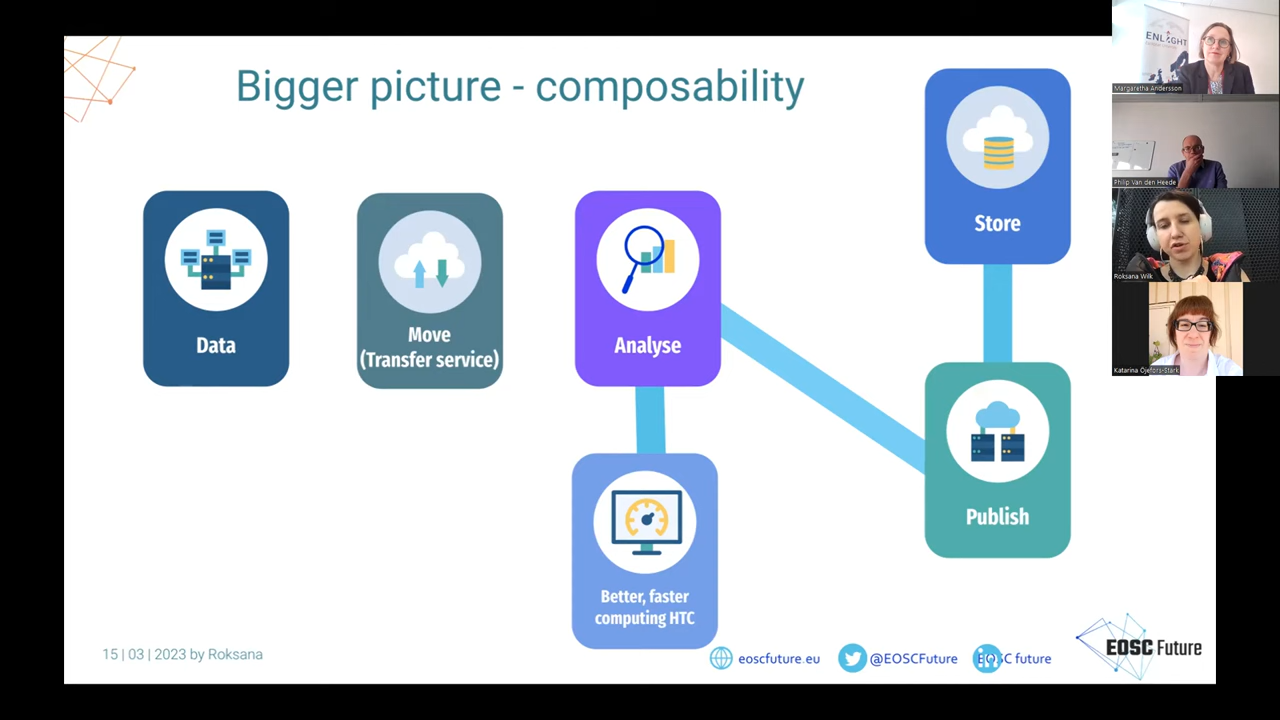 Bigger picture - composability
Data
Move
(Transfer service)
Analyse
Store
Publish
Better, faster
computing HTC
15 | 03 | 2023 by Roksana
eoscfuture.eu
@EOSCFuture
EOSC future
EOSC Future
ENLIGHT
Margaretha Andersson
Philip Van den Heede
Roksana Wilk
Katarina Öjefors-Stark